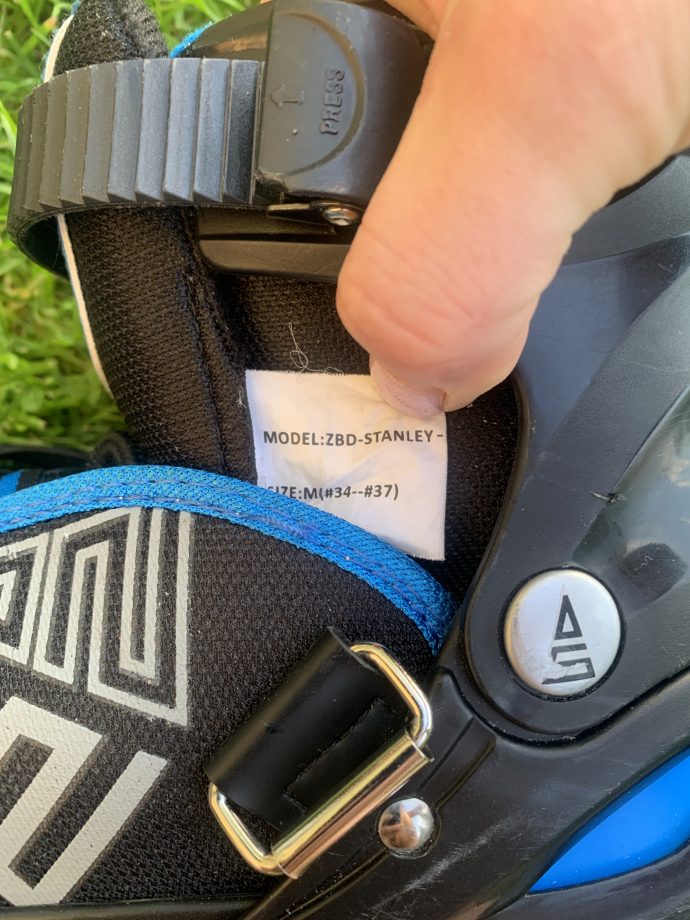 PRESS
MODEL:ZBD-STANLEY-
SIZE:M(#34--#37)